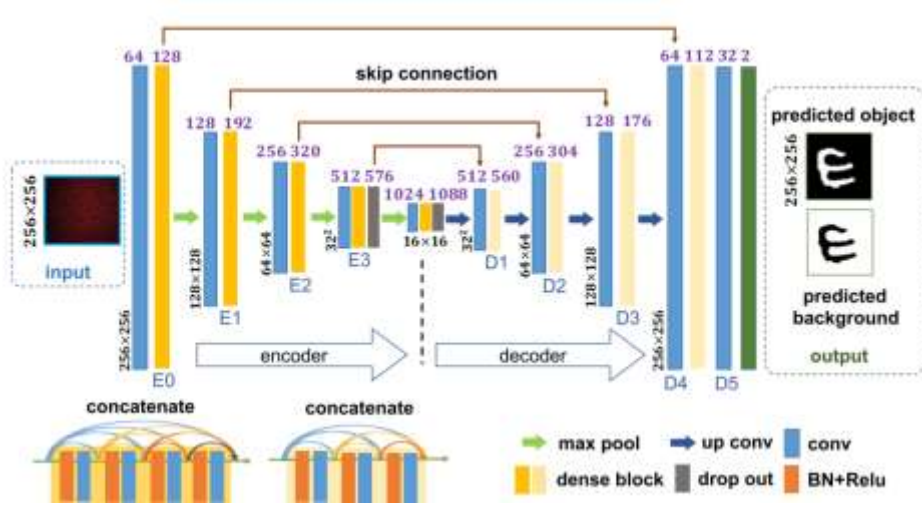 64 128
64 112 32 2
skip connection
128 192
128 176
256 320
256 304
512 576
512 560
1024 1088
256×256
input
256×256
E0
128×128
E1
64×64
E2
32²
E3
16×16
32²
D1
64×64
D2
128×128
D3
256×256
D4
D5
predicted object
256×256
predicted
background
output
encoder
decoder
concatenate
concatenate
max pool
up conv
conv
dense block
drop out
BN+Relu